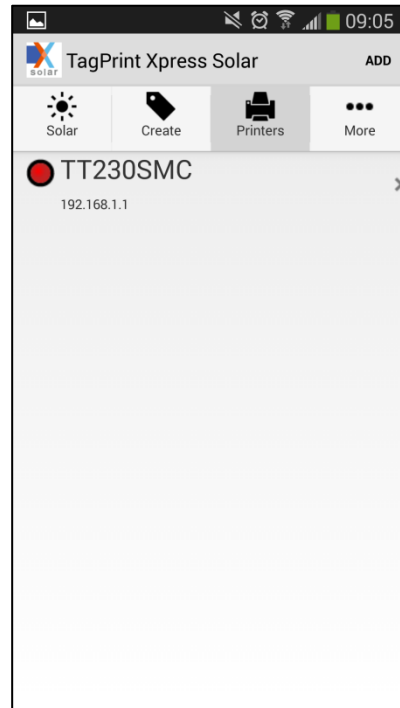 09:05
solar
TagPrint Xpress Solar ADD
Solar Create Printers More
TT230SMC
192.168.1.1